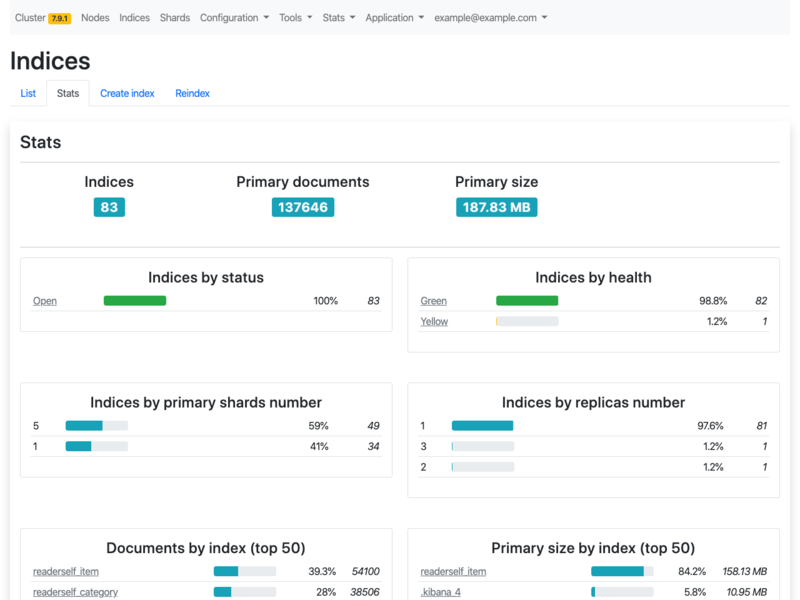 Cluster 7.9.1 Nodes Indices Shards Configuration Tools Stats Application example@example.com
Indices
List Stats Create index Reindex
Stats
Indices Primary documents Primary size
83 137646 187.83 MB
Indices by status
Open 100% 83
Indices by health
Green 98.8% 82
Yellow 1.2% 1
Indices by primary shards number
5 59% 49
1 41% 34
Indices by replicas number
1 97.6% 81
3 1.2% 1
2 1.2% 1
Documents by index (top 50)
readerself_item 39.3% 54100
readerself_category 28% 38506
Primary size by index (top 50)
readerself_item 84.2% 158.13 MB
.kibana_4 5.8% 10.95 MB